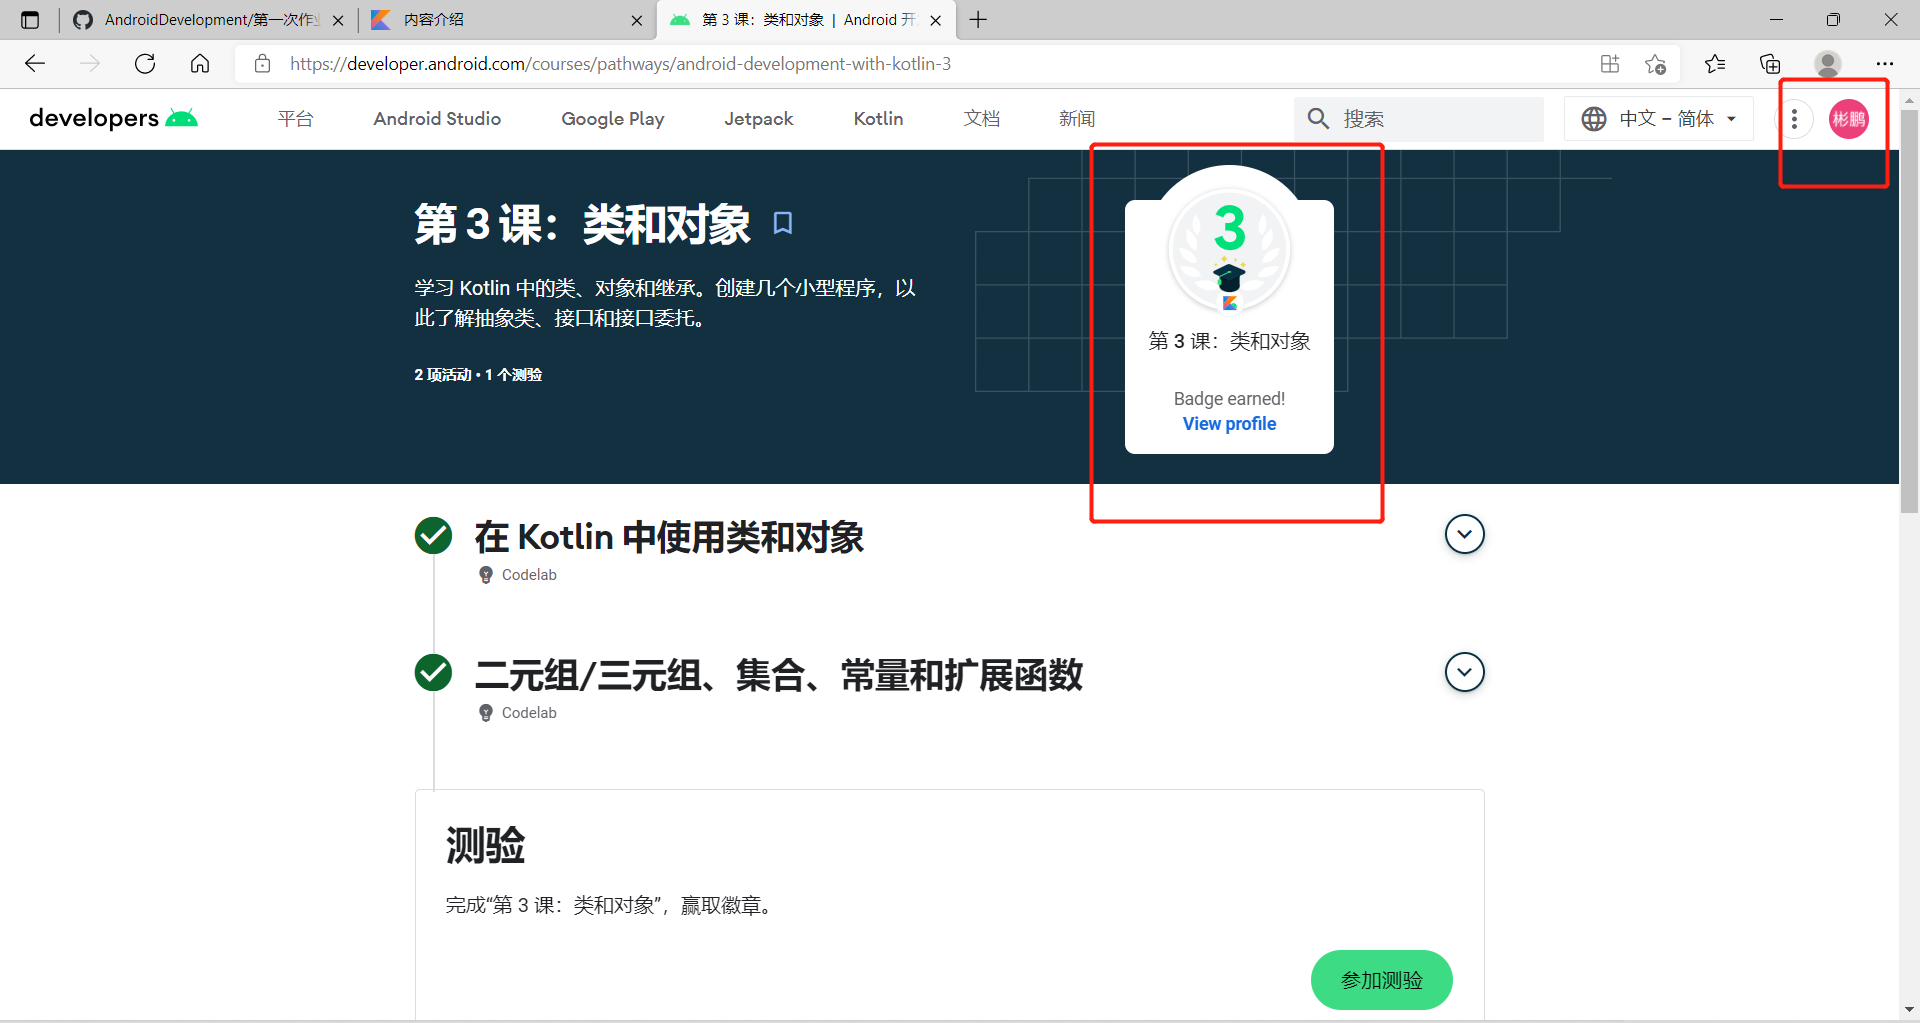 AndroidDevelopment/第一次作业
内容介绍
第 3 课：类和对象 | Android 开
https://developer.android.com/courses/pathways/android-development-with-kotlin-3
developers
平台
Android Studio
Google Play
Jetpack
Kotlin
文档
新闻
搜索
中文 – 简体
彬鹏
第 3 课：类和对象
学习 Kotlin 中的类、对象和继承。创建几个小型程序，以
此了解抽象类、接口和接口委托。
2 项活动 • 1 个测验
3
第 3 课：类和对象
Badge earned!
View profile
在 Kotlin 中使用类和对象
Codelab
二元组/三元组、集合、常量和扩展函数
Codelab
测验
完成“第 3 课：类和对象”，赢取徽章。
参加测验